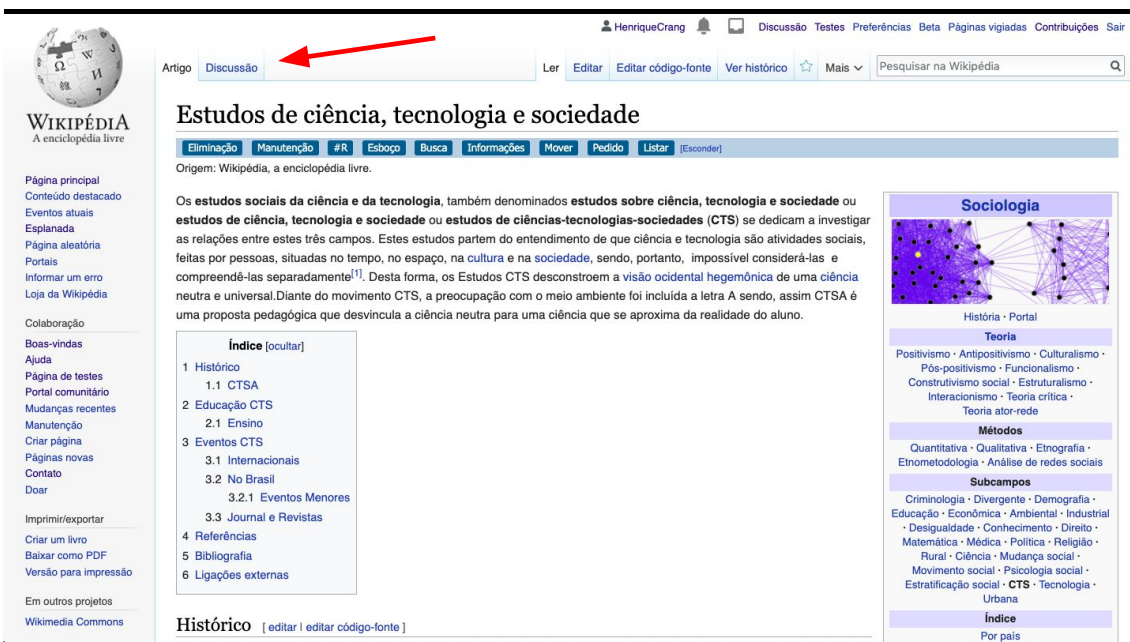 HenriqueCrang Discussão Testes Preferências Beta Páginas vigiadas Contribuições Sair
Artigo Discussão Ler Editar Editar código-fonte Ver histórico Mais Pesquisar na Wikipédia
WIKIPÉDIA
A enciclopédia livre
Página principal
Conteúdo destacado
Eventos atuais
Esplanada
Página aleatória
Portais
Informar um erro
Loja da Wikipédia
Colaboração
Boas-vindas
Ajuda
Página de testes
Portal comunitário
Mudanças recentes
Manutenção
Criar página
Páginas novas
Contato
Doar
Imprimir/exportar
Criar um livro
Baixar como PDF
Versão para impressão
Em outros projetos
Wikimedia Commons
Estudos de ciência, tecnologia e sociedade
Eliminação Manutenção #R Esboço Busca Informações Mover Pedido Listar [Esconder]
Origem: Wikipédia, a enciclopédia livre.
Os estudos sociais da ciência e da tecnologia, também denominados estudos sobre ciência, tecnologia e sociedade ou
estudos de ciência, tecnologia e sociedade ou estudos de ciências-tecnologias-sociedades (CTS) se dedicam a investigar
as relações entre estes três campos. Estes estudos partem do entendimento de que ciência e tecnologia são atividades sociais,
feitas por pessoas, situadas no tempo, no espaço, na cultura e na sociedade, sendo, portanto, impossível considerá-las e
compreendê-las separadamente[1]. Desta forma, os Estudos CTS desconstroem a visão ocidental hegemônica de uma ciência
neutra e universal.Diante do movimento CTS, a preocupação com o meio ambiente foi incluída a letra A sendo, assim CTSA é
uma proposta pedagógica que desvincula a ciência neutra para uma ciência que se aproxima da realidade do aluno.
Índice [ocultar]
1 Histórico
1.1 CTSA
2 Educação CTS
2.1 Ensino
3 Eventos CTS
3.1 Internacionais
3.2 No Brasil
3.2.1 Eventos Menores
3.3 Journal e Revistas
4 Referências
5 Bibliografia
6 Ligações externas
Histórico [ editar | editar código-fonte ]
Sociologia
História · Portal
Teoria
Positivismo · Antipositivismo · Culturalismo ·
Pós-positivismo · Funcionalismo ·
Construtivismo social · Estruturalismo ·
Interacionismo · Teoria crítica ·
Teoria ator-rede
Métodos
Quantitativa · Qualitativa · Etnografia ·
Etnometodologia · Análise de redes sociais
Subcampos
Criminologia · Divergente · Demografia ·
Educação · Econômica · Ambiental · Industrial
· Desigualdade · Conhecimento · Direito ·
Matemática · Médica · Política · Religião ·
Rural · Ciência · Mudança social ·
Movimento social · Psicologia social ·
Estratificação social · CTS · Tecnologia ·
Urbana
Índice
Por país